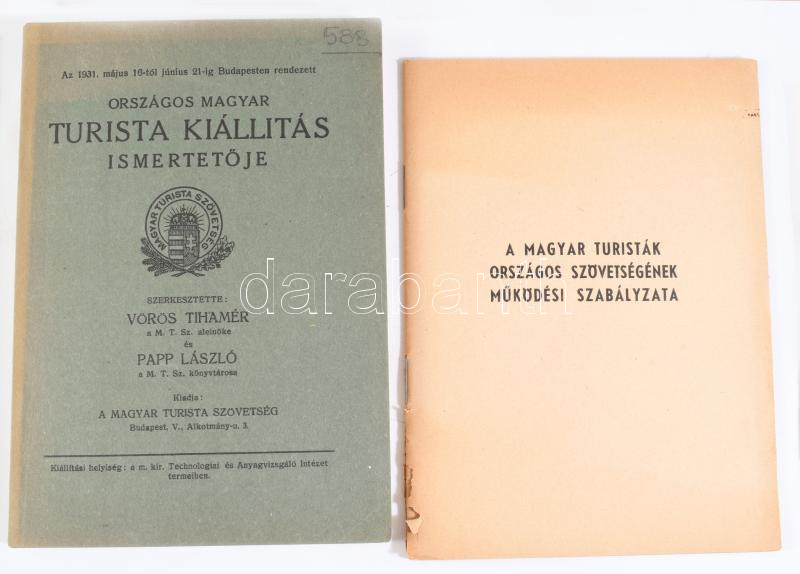 588
Az 1931. május 16-tól június 21-ig Budapesten rendezett
ORSZÁGOS MAGYAR
TURISTA KIÁLLITÁS
ISMERTETŐJE
MAGYAR TURISTA SZÖVETSÉG
SZERKESZTETTE:
VÖRÖS TIHAMÉR
a M. T. Sz. alelnöke
és
PAPP LÁSZLÓ
a M. T. Sz. könyvtárosa
Kiadja:
A MAGYAR TURISTA SZÖVETSÉG
Budapest, V., Alkotmány-u. 3.
Kiállítási helyiség: a m. kir. Technologiai és Anyagvizsgáló Intézet
termeiben.
A MAGYAR TURISTÁK
ORSZÁGOS SZÖVETSÉGÉNEK
MŰKÖDÉSI SZABÁLYZATA
darabanth